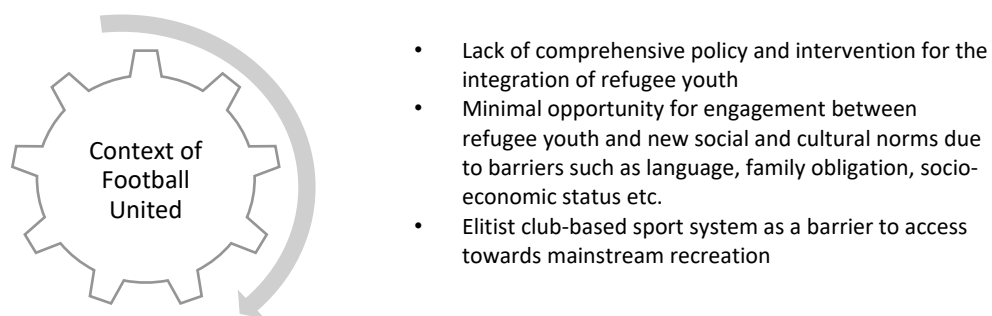 Context of
Football
United
• Lack of comprehensive policy and intervention for the
integration of refugee youth
• Minimal opportunity for engagement between
refugee youth and new social and cultural norms due
to barriers such as language, family obligation, socio-
economic status etc.
• Elitist club-based sport system as a barrier to access
towards mainstream recreation